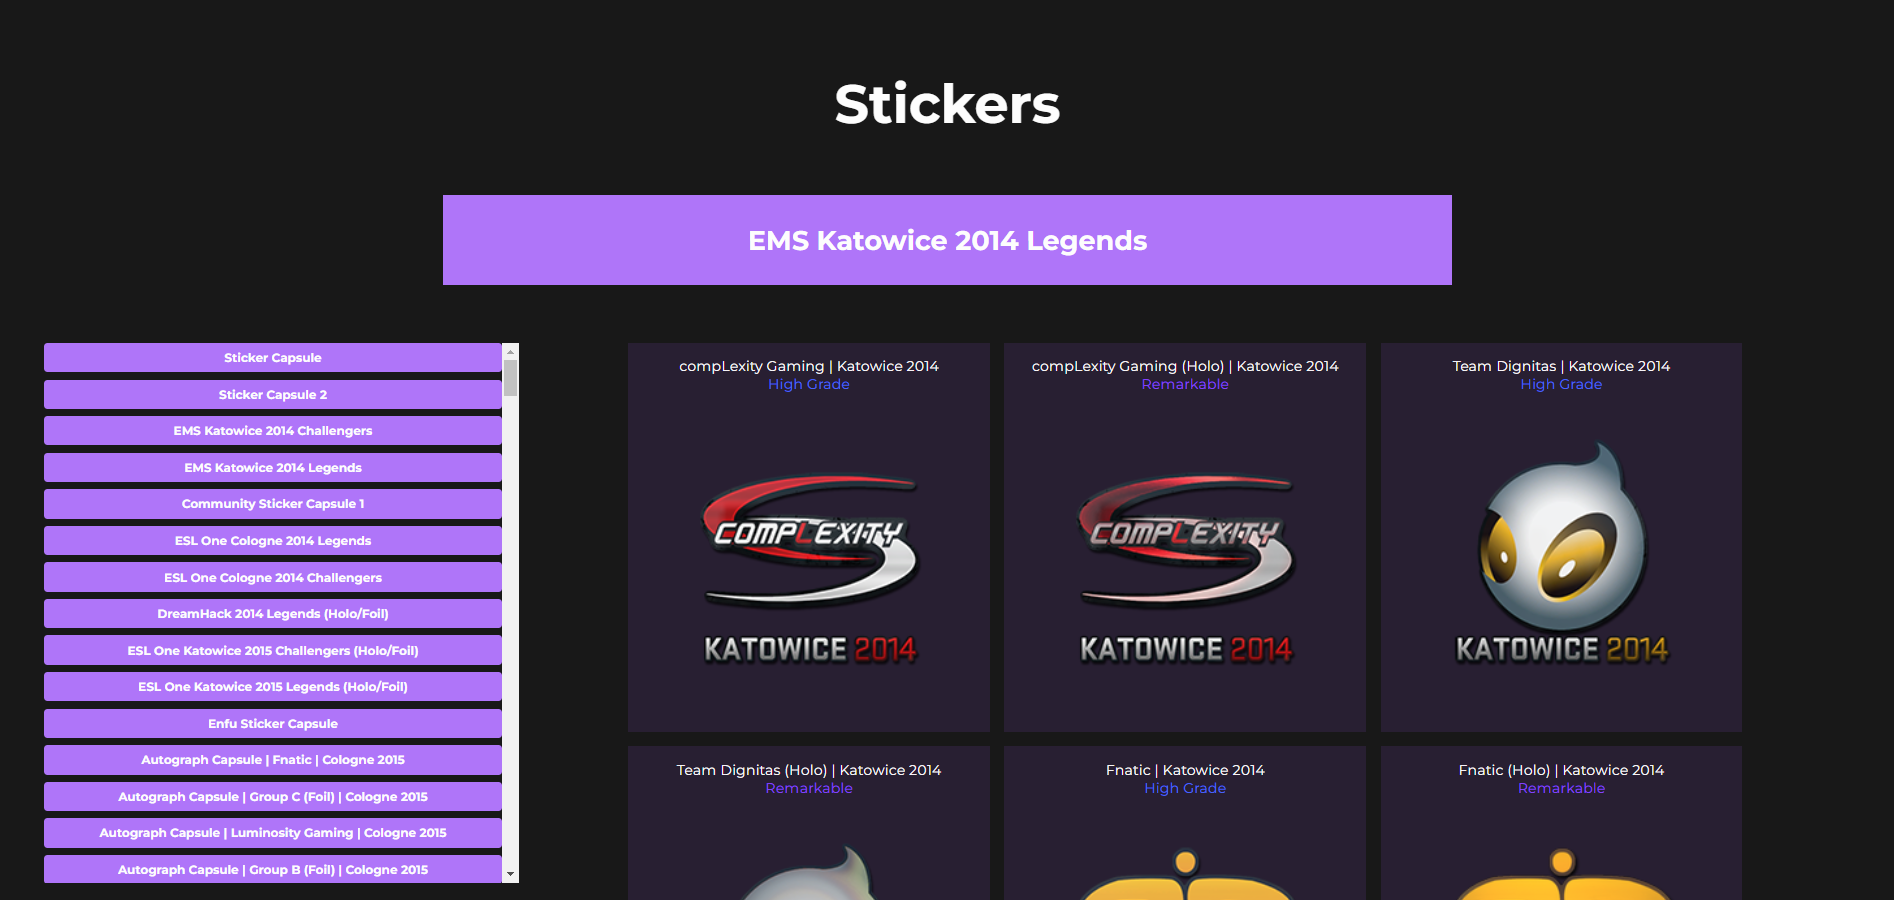 Stickers
EMS Katowice 2014 Legends
Sticker Capsule
Sticker Capsule 2
EMS Katowice 2014 Challengers
EMS Katowice 2014 Legends
Community Sticker Capsule 1
ESL One Cologne 2014 Legends
ESL One Cologne 2014 Challengers
DreamHack 2014 Legends (Holo/Foil)
ESL One Katowice 2015 Challengers (Holo/Foil)
ESL One Katowice 2015 Legends (Holo/Foil)
Enfu Sticker Capsule
Autograph Capsule | Fnatic | Cologne 2015
Autograph Capsule | Group C (Foil) | Cologne 2015
Autograph Capsule | Luminosity Gaming | Cologne 2015
Autograph Capsule | Group B (Foil) | Cologne 2015
compLexity Gaming | Katowice 2014
High Grade
COMPLEXITY
KATOWICE 2014
compLexity Gaming (Holo) | Katowice 2014
Remarkable
COMPLEXITY
KATOWICE 2014
Team Dignitas | Katowice 2014
High Grade
KATOWICE 2014
Team Dignitas (Holo) | Katowice 2014
Remarkable
Fnatic | Katowice 2014
High Grade
Fnatic (Holo) | Katowice 2014
Remarkable